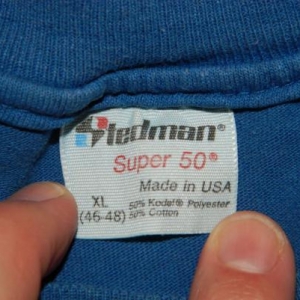 Stedman®
Super 50®
Made in USA
XL 50% Kodel® Polyester
(46-48) 50% Cotton